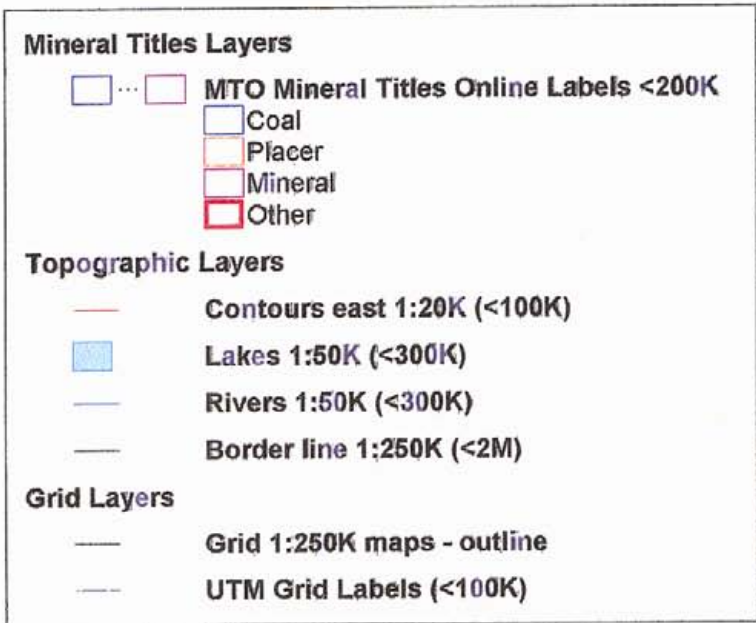 Mineral Titles Layers
... MTO Mineral Titles Online Labels <200K
Coal
Placer
Mineral
Other
Topographic Layers
Contours east 1:20K (<100K)
Lakes 1:50K (<300K)
Rivers 1:50K (<300K)
Border line 1:250K (<2M)
Grid Layers
Grid 1:250K maps - outline
UTM Grid Labels (<100K)